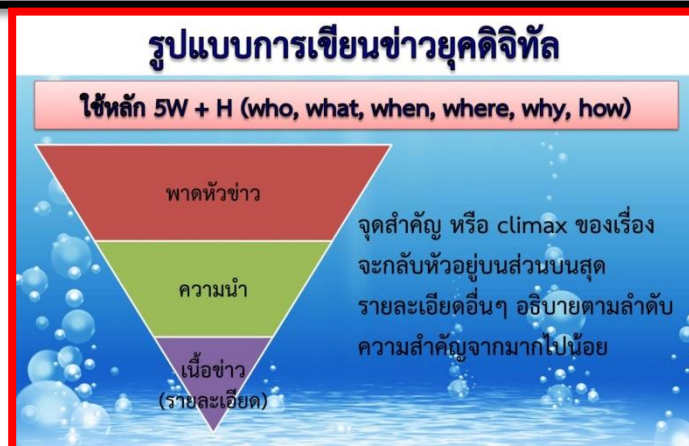 รูปแบบการเขียนข่าวยุคดิจิทัล
ใช้หลัก 5W + H (who, what, when, where, why, how)
พาดหัวข่าว
ความนำ
เนื้อข่าว
(รายละเอียด)
จุดสำคัญ หรือ climax ของเรื่อง
จะกลับหัวอยู่บนส่วนบนสุด
รายละเอียดอื่นๆ อธิบายตามลำดับ
ความสำคัญจากมากไปน้อย